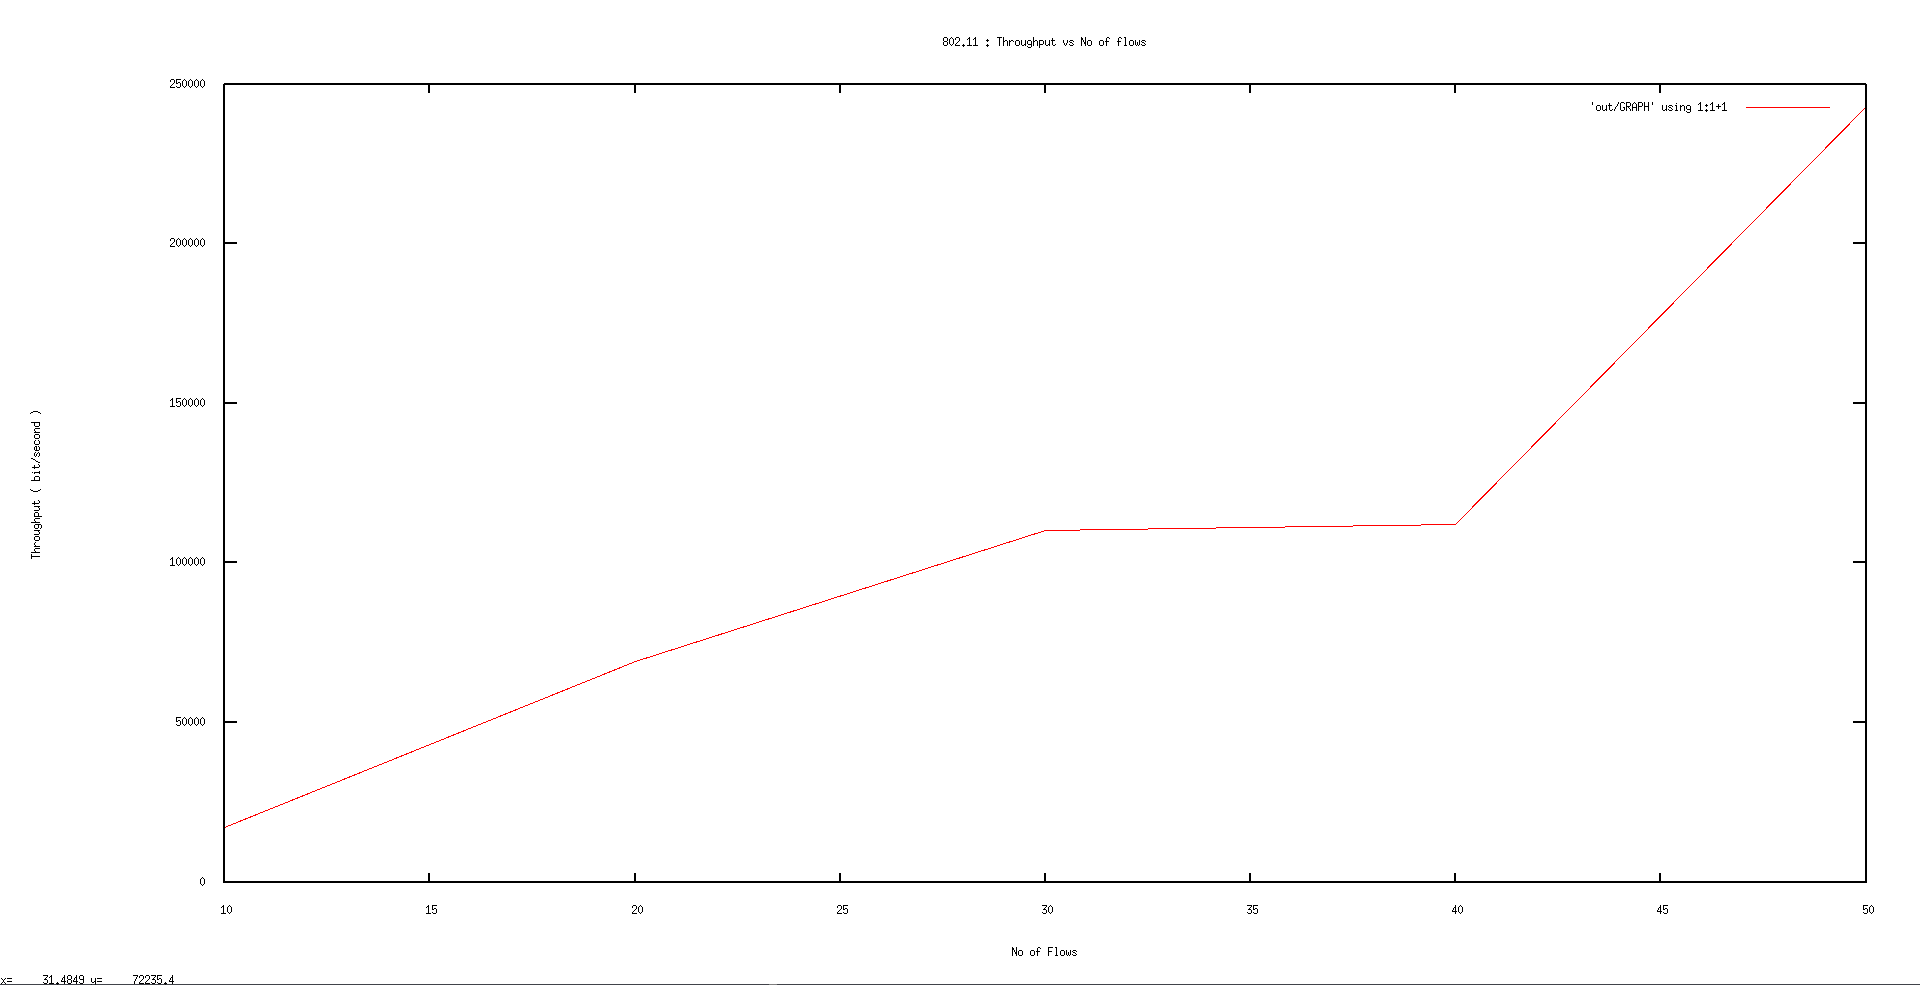 802.11 : Throughput vs No of flows
250000
'out/GRAPH' using 1:1+1
200000
150000
Throughput ( bit/second )
100000
50000
0
10 15 20 25 30 35 40 45 50
No of Flows
x= 31.4849 y= 72235.4